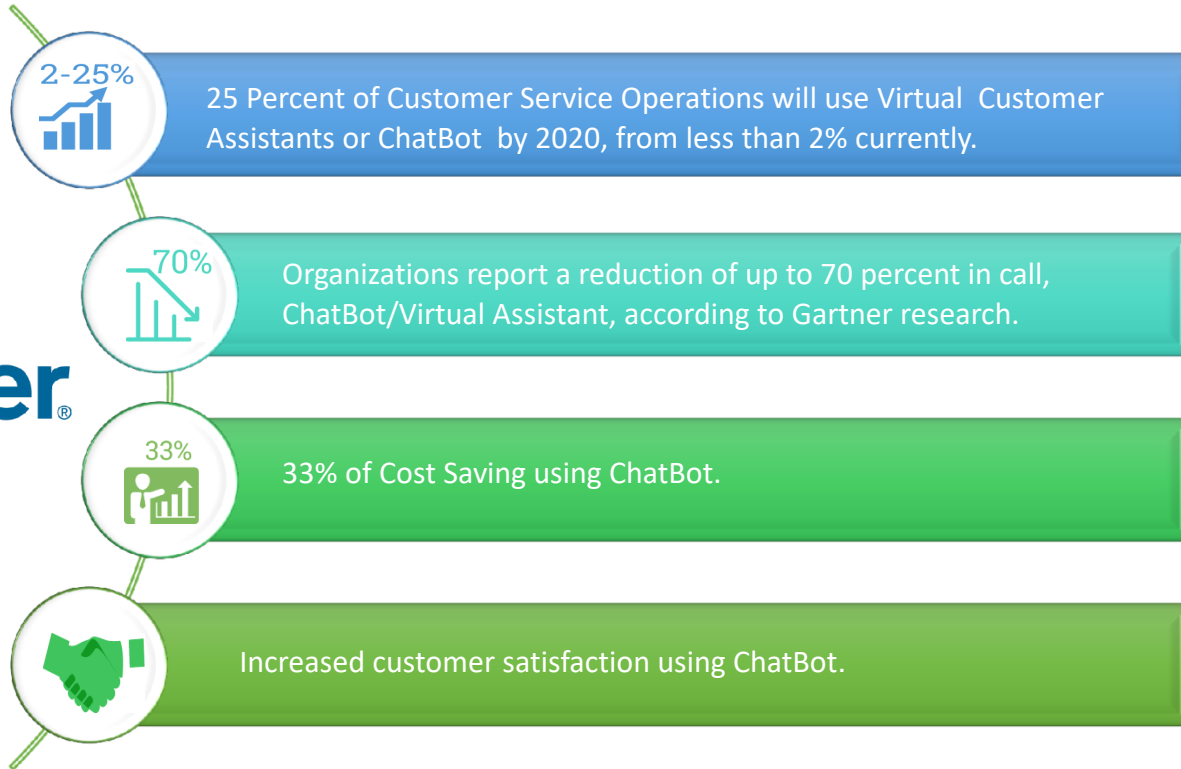 2-25%
25 Percent of Customer Service Operations will use Virtual Customer
Assistants or ChatBot by 2020, from less than 2% currently.
70%
Organizations report a reduction of up to 70 percent in call,
ChatBot/Virtual Assistant, according to Gartner research.
er®
33%
33% of Cost Saving using ChatBot.
Increased customer satisfaction using ChatBot.